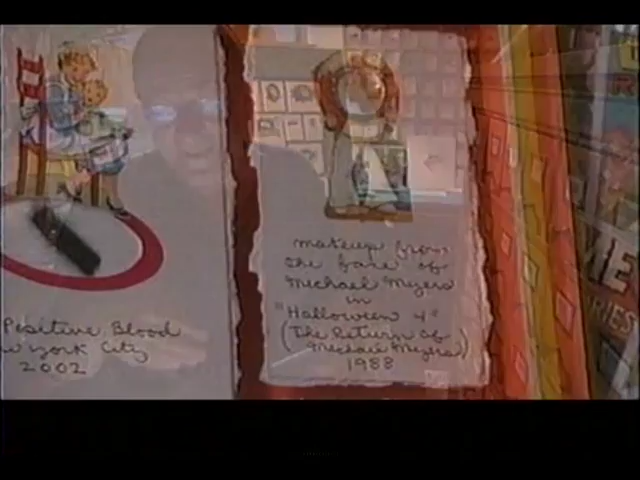 Positive Blood
York City
2002
makeup from
the face of
Michael Myers
in
"Halloween 4"
(The Return of
Michael Myers)
1988